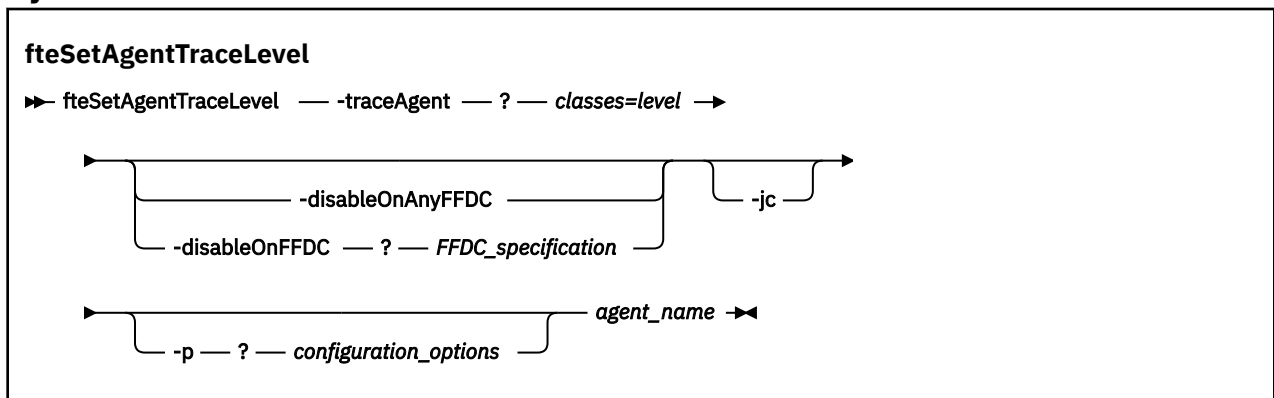 fteSetAgentTraceLevel
fteSetAgentTraceLevel -traceAgent ? classes=level
-disableOnAnyFFDC
-jc
-disableOnFFDC ? FFDC_specification
agent_name
-p ? configuration_options